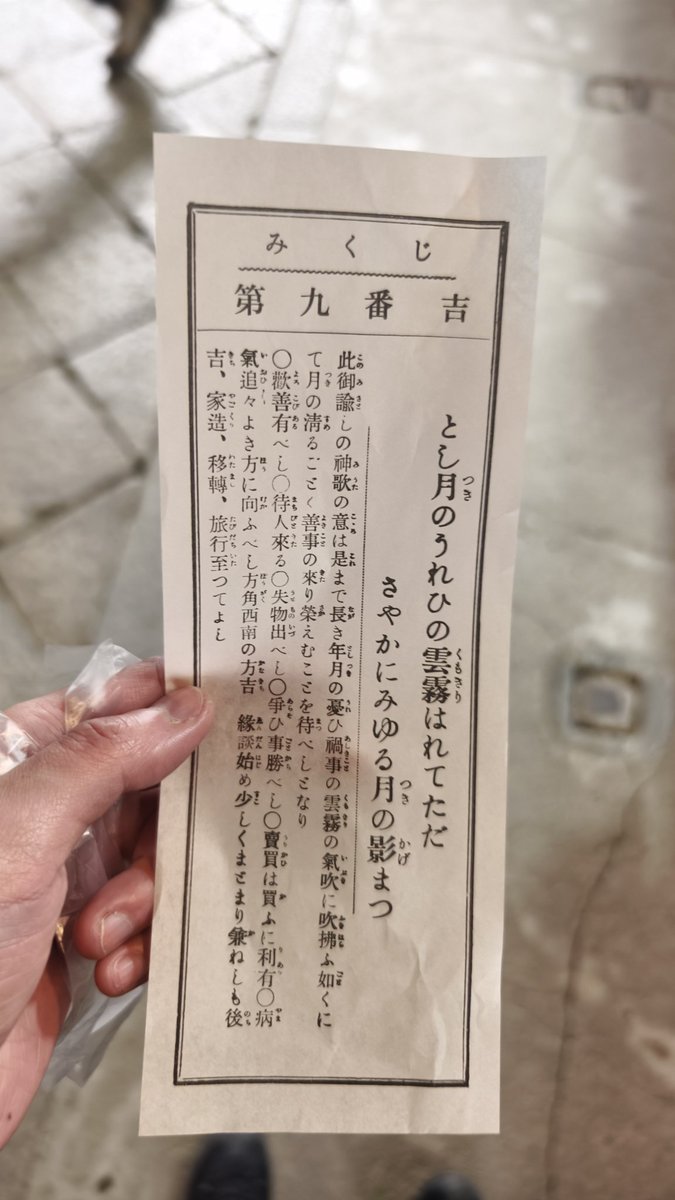 みくじ
第九番吉
とし月のうれひの雲霧はれてただ
さやかにみゆる月の影まつ
此御諭しの神歌の意は是まで長き年月の憂ひ禍事の雲霧の氣吹に吹拂ふ如くに
て月の淸るごとく善事の來り榮えむことを待べしとなり
〇歡善有べし〇待人來る〇失物出べし〇爭ひ事勝べし〇賣買は買ふに利有〇病
氣追々よき方に向ふべし方角西南の方吉 緣談始め少しくまとまり兼ねしも後
吉、家造、移轉、旅行至つてよし